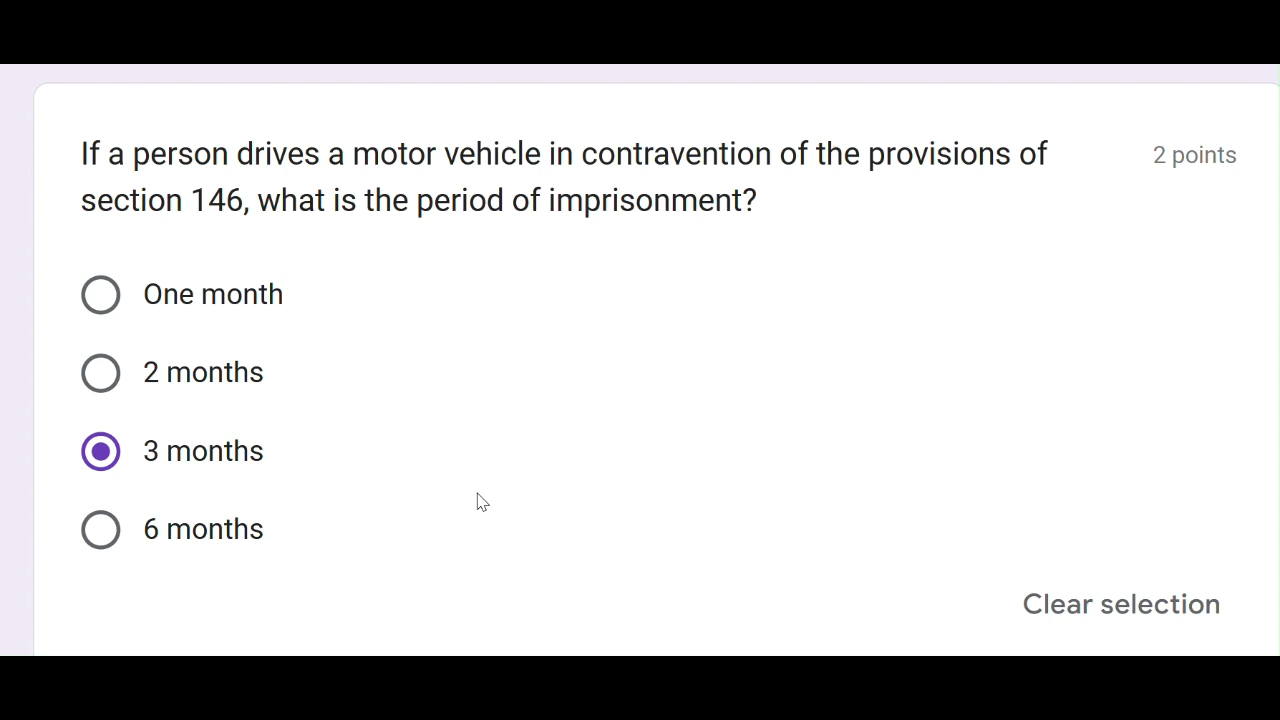 If a person drives a motor vehicle in contravention of the provisions of
2 points
section 146, what is the period of imprisonment?
One month
2 months
3 months
6 months
Clear selection